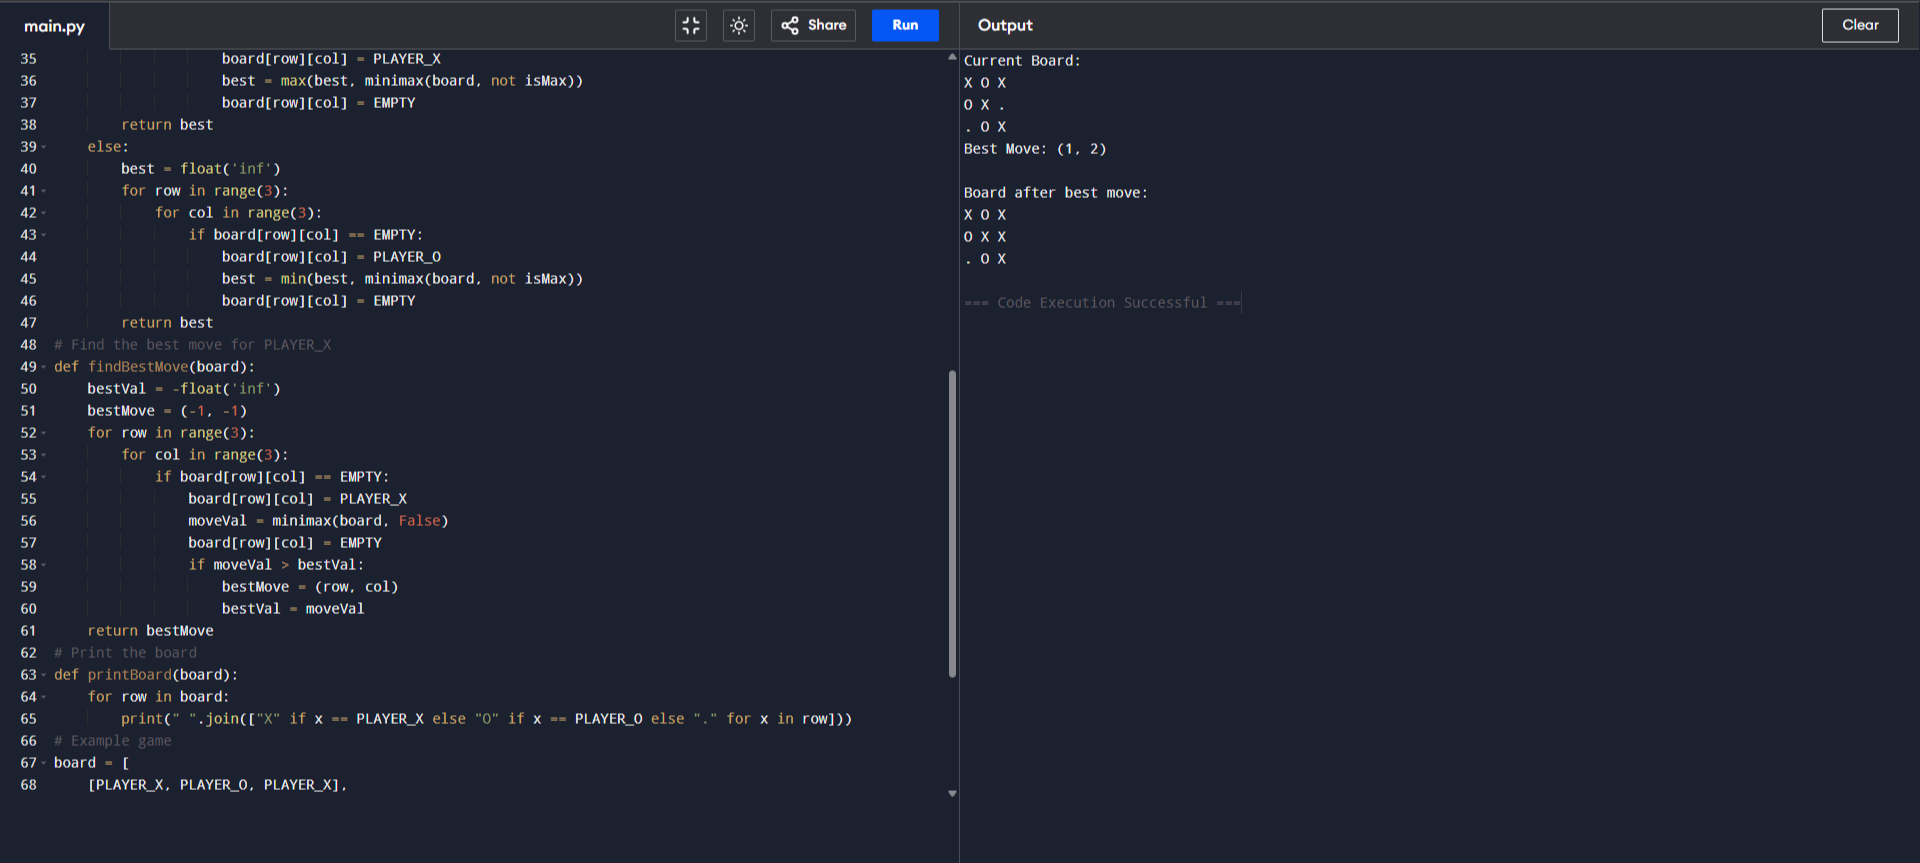 main.py
Share
Run
35 board[row][col] = PLAYER_X
36 best = max(best, minimax(board, not isMax))
37 board[row][col] = EMPTY
38 return best
39 else:
40 best = float('inf')
41 for row in range(3):
42 for col in range(3):
43 if board[row][col] == EMPTY:
44 board[row][col] = PLAYER_O
45 best = min(best, minimax(board, not isMax))
46 board[row][col] = EMPTY
47 return best
48 # Find the best move for PLAYER_X
49 def findBestMove(board):
50 bestVal = -float('inf')
51 bestMove = (-1, -1)
52 for row in range(3):
53 for col in range(3):
54 if board[row][col] == EMPTY:
55 board[row][col] = PLAYER_X
56 moveVal = minimax(board, False)
57 board[row][col] = EMPTY
58 if moveVal > bestVal:
59 bestMove = (row, col)
60 bestVal = moveVal
61 return bestMove
62 # Print the board
63 def printBoard(board):
64 for row in board:
65 print(" ".join(["X" if x == PLAYER_X else "O" if x == PLAYER_O else "." for x in row]))
66 # Example game
67 board = [
68 [PLAYER_X, PLAYER_O, PLAYER_X],
Output
Clear
Current Board:
X O X
O X .
. O X
Best Move: (1, 2)
Board after best move:
X O X
O X X
. O X
=== Code Execution Successful ===